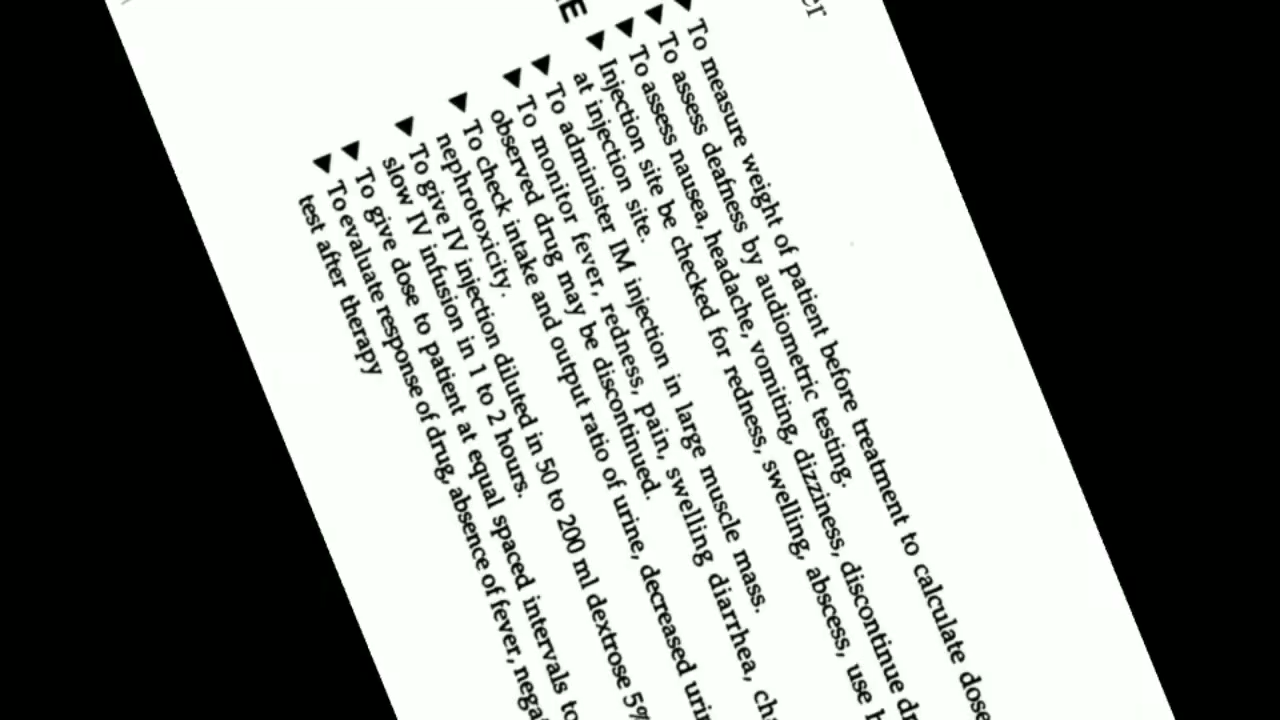 er
▶ To measure weight of patient before treatment to calculate dose
▶ To assess deafness by audiometric testing.
▶ To assess nausea, headache, vomiting, dizziness, discontinue
▶ Injection site be checked for redness, swelling, abscess, use
at injection site.
▶ To administer IM injection in large muscle mass.
▶ To monitor fever, redness, pain, swelling diarrhea,
observed drug may be discontinued.
▶ To check intake and output ratio of urine, decreased
nephrotoxicity.
▶ To give IV injection diluted in 50 to 200 ml dextrose 5%
slow IV infusion in 1 to 2 hours.
▶ To give dose to patient at equal spaced intervals to
▶ To evaluate response of drug, absence of fever,
test after therapy